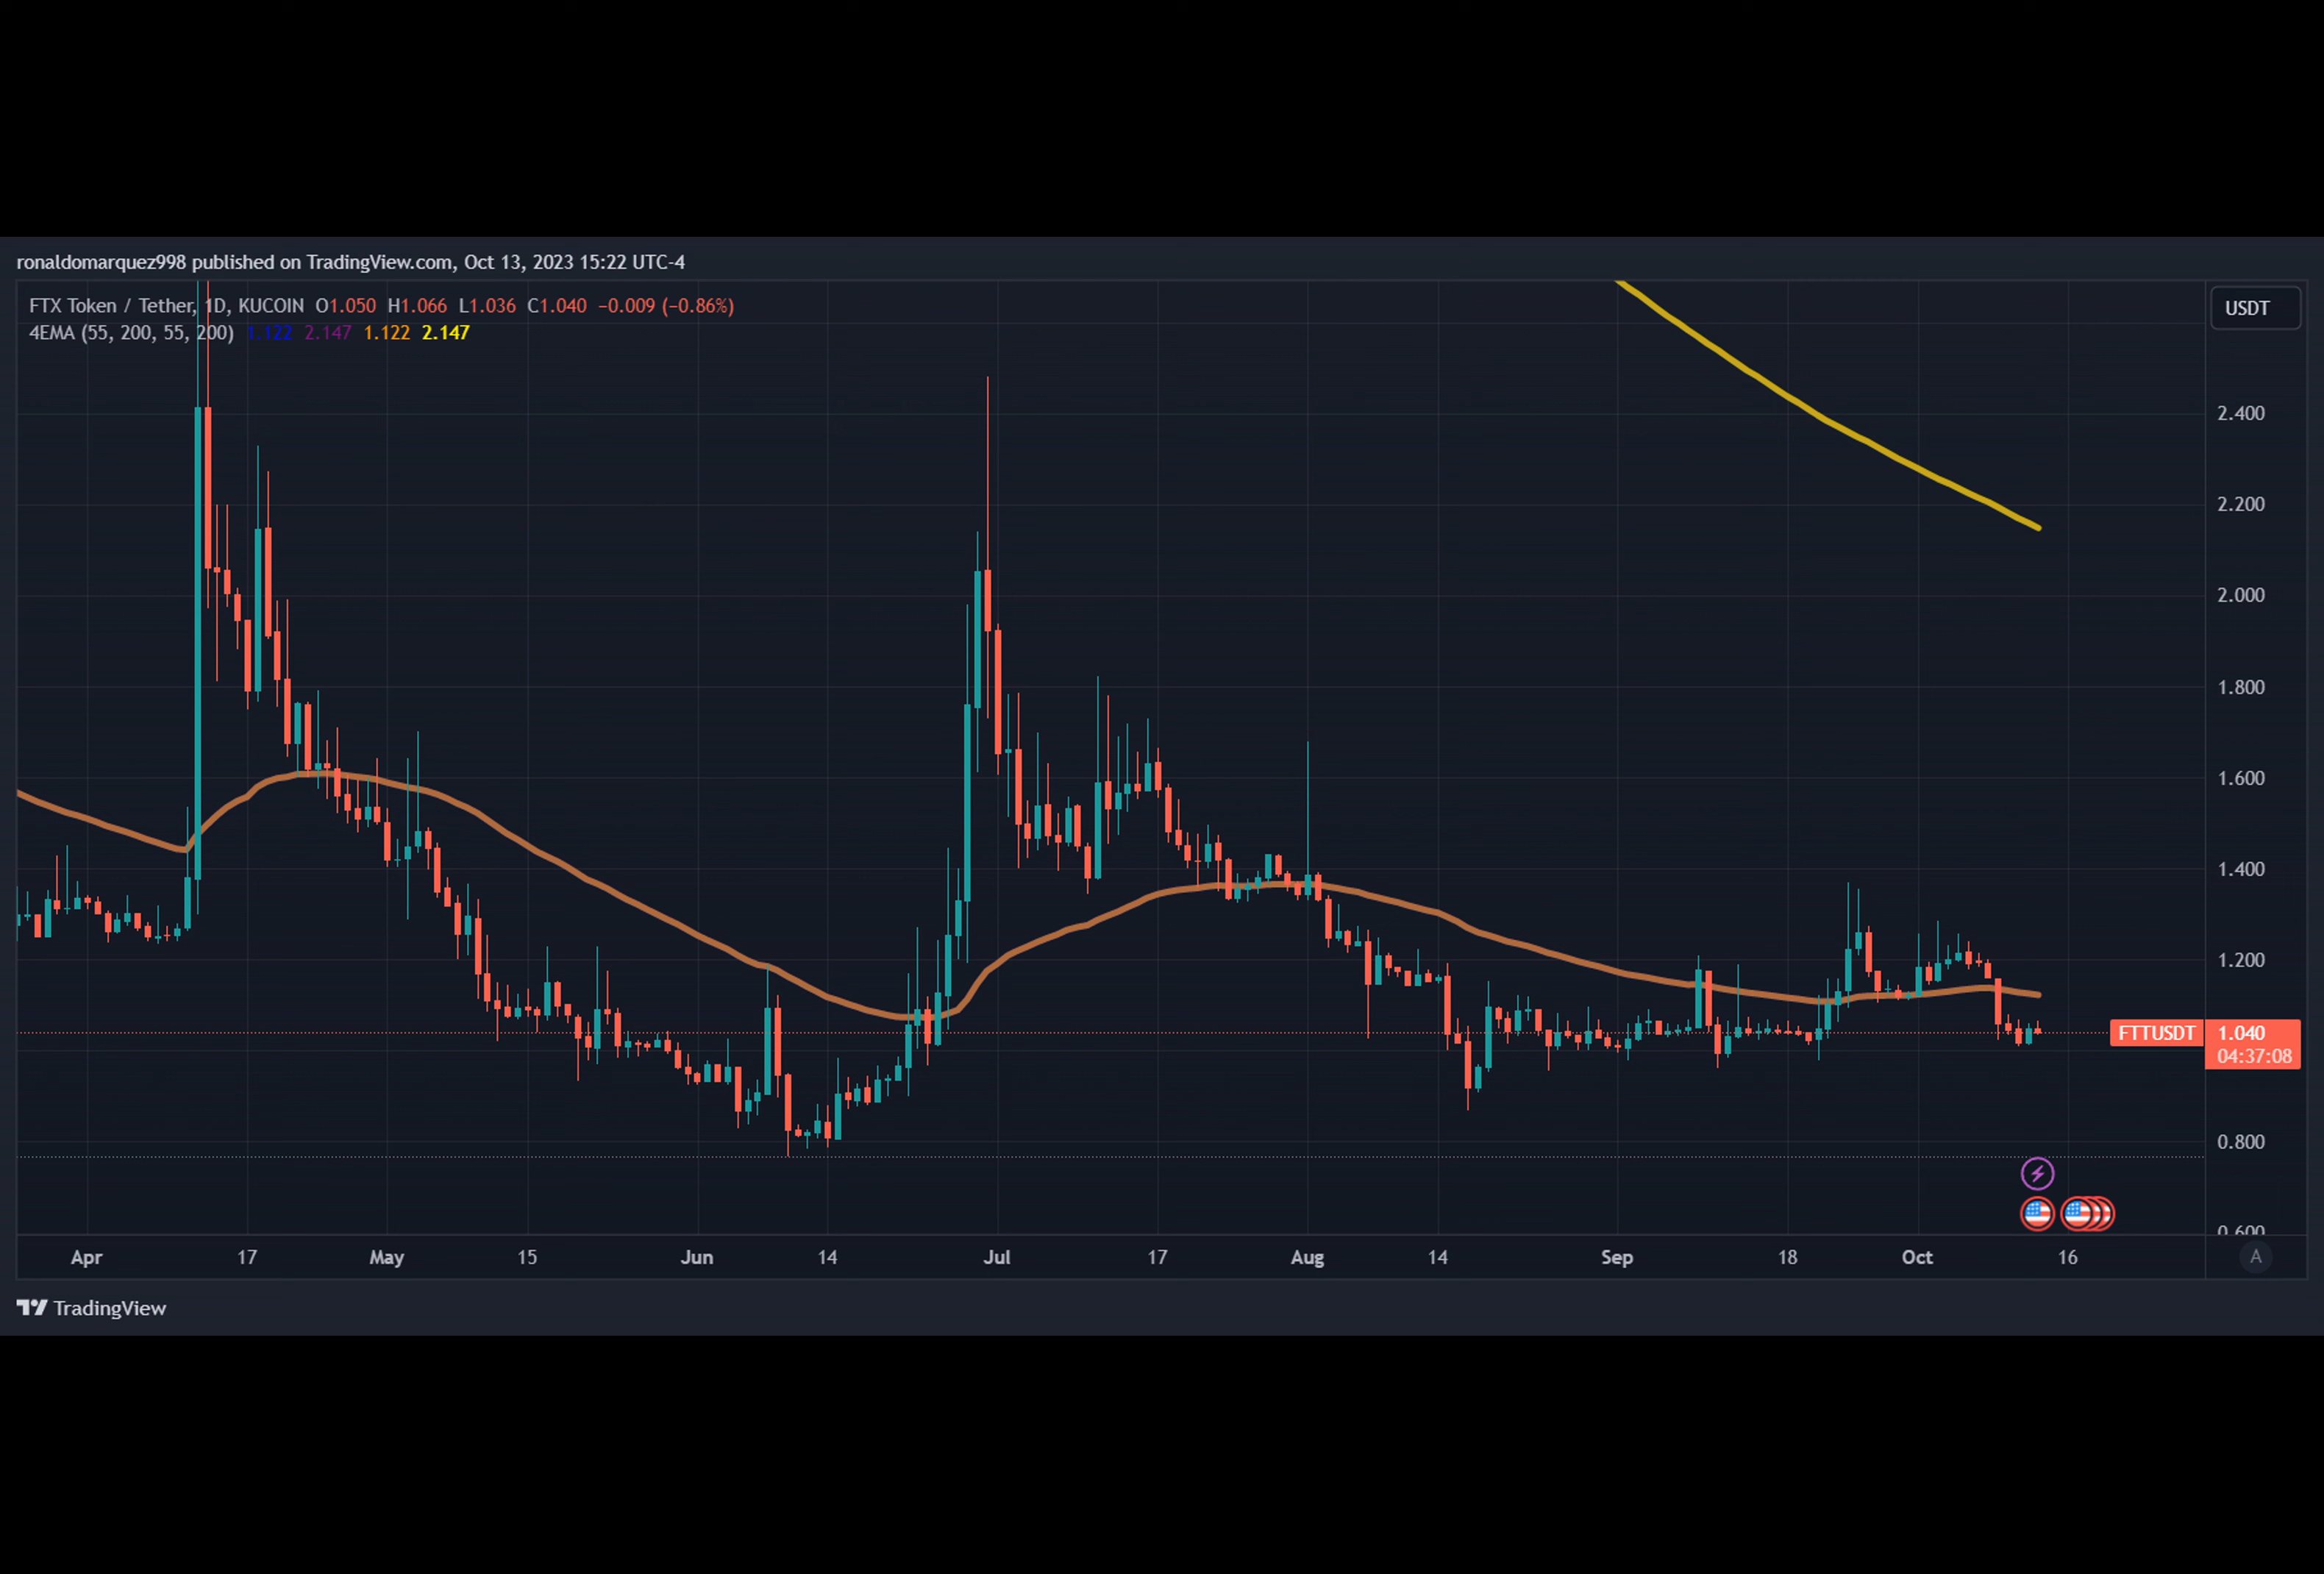 ronaldomarquez998 published on TradingView.com, Oct 13, 2023 15:22 UTC-4
FTX Token / Tether, 1D, KUCOIN O1.050 H1.066 L1.036 C1.040 −0.009 (−0.86%)
4EMA (55, 200, 55, 200) 1.122 2.147 1.122 2.147
USDT
2.400
2.200
2.000
1.800
1.600
1.400
1.200
FTTUSDT 1.040
04:37:08
0.800
0.600
Apr 17 May 15 Jun 14 Jul 17 Aug 14 Sep 18 Oct 16 A
TradingView